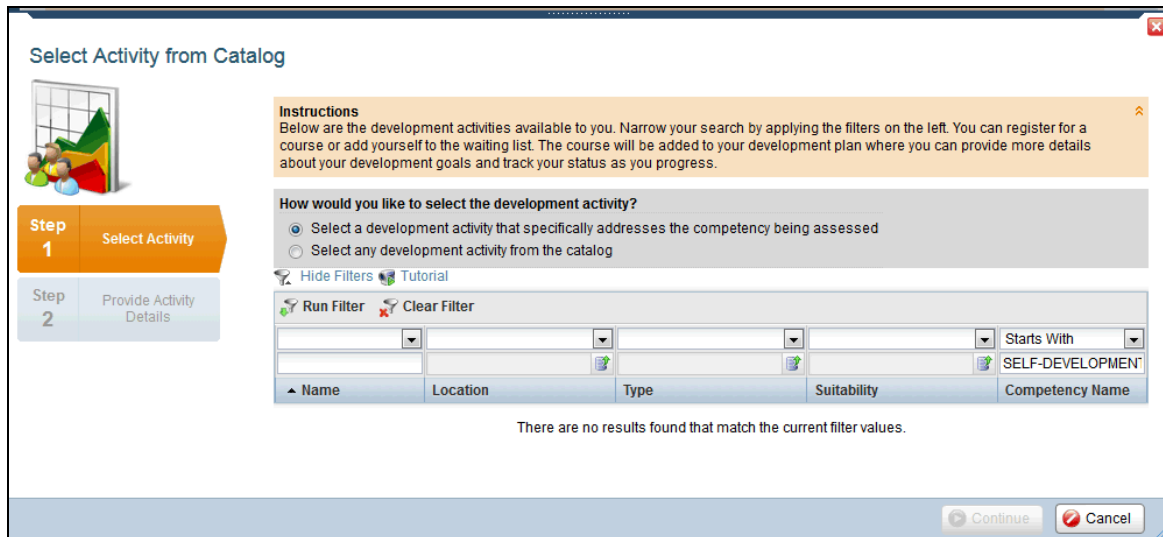 Select Activity from Catalog
Instructions
Below are the development activities available to you. Narrow your search by applying the filters on the left. You can register for a
course or add yourself to the waiting list. The course will be added to your development plan where you can provide more details
about your development goals and track your status as you progress.
How would you like to select the development activity?
Select a development activity that specifically addresses the competency being assessed
Select any development activity from the catalog
Step
1
Select Activity
Step
2
Provide Activity
Details
Hide Filters Tutorial
Run Filter Clear Filter
Starts With
SELF-DEVELOPMENT
Name Location Type Suitability Competency Name
There are no results found that match the current filter values.
Continue Cancel